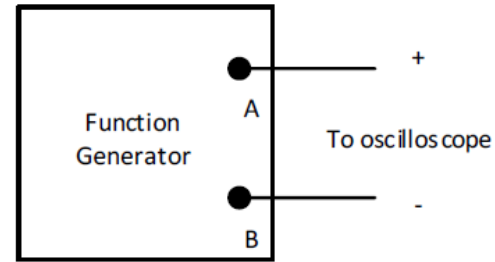 +
A
Function
Generator
To oscilloscope
-
B